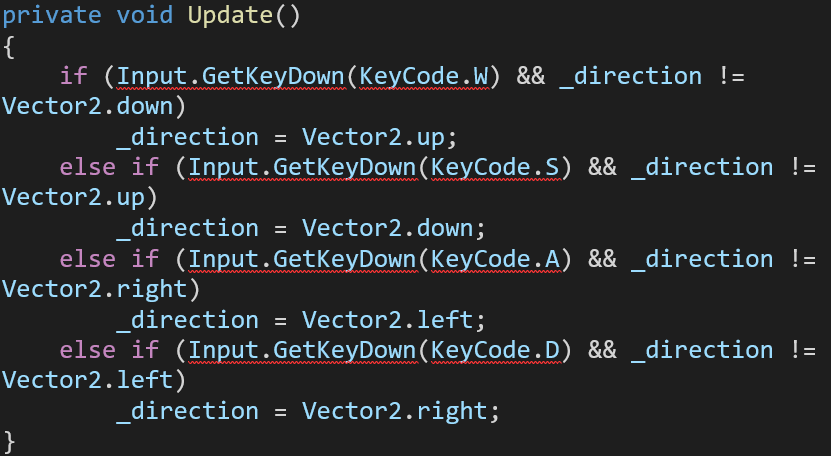 private void Update()
{
    if (Input.GetKeyDown(KeyCode.W) && _direction !=
Vector2.down)
        _direction = Vector2.up;
    else if (Input.GetKeyDown(KeyCode.S) && _direction !=
Vector2.up)
        _direction = Vector2.down;
    else if (Input.GetKeyDown(KeyCode.A) && _direction !=
Vector2.right)
        _direction = Vector2.left;
    else if (Input.GetKeyDown(KeyCode.D) && _direction !=
Vector2.left)
        _direction = Vector2.right;
}